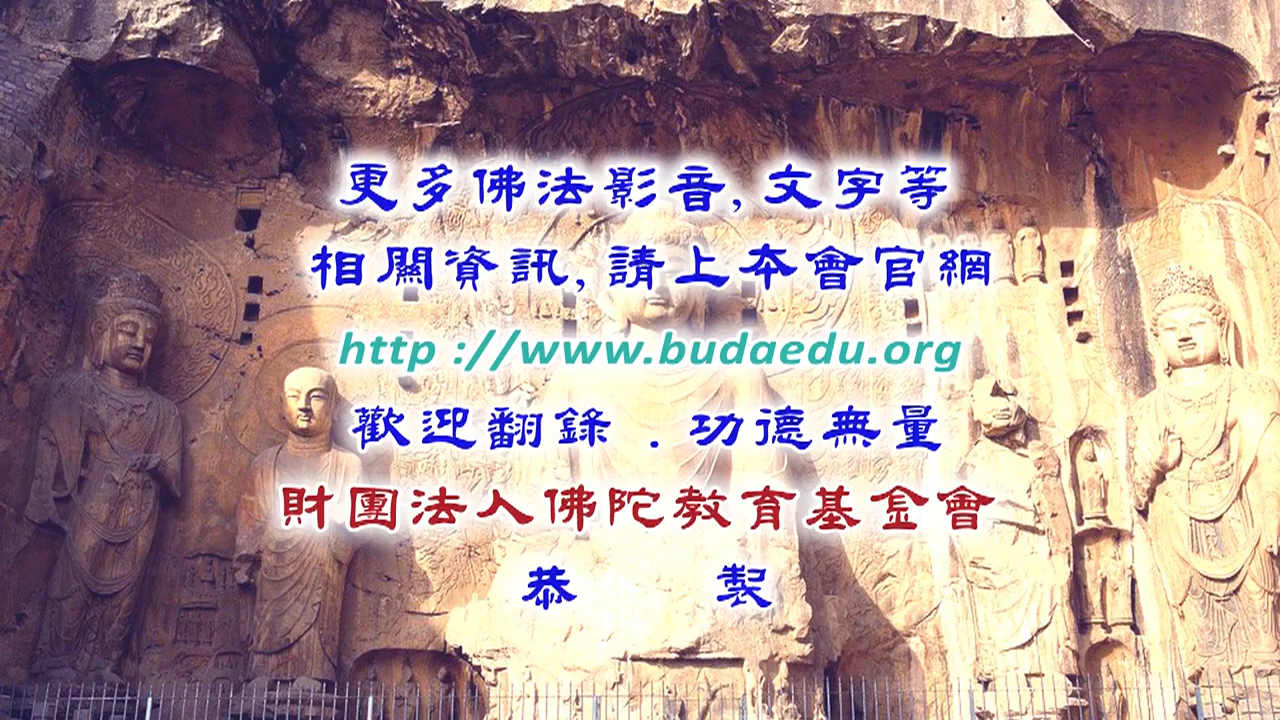 更多佛法影音,文字等
相關資訊,請上本會官網
http ://www.budaedu.org
歡迎翻錄 . 功德無量
財團法人佛陀教育基金會
恭 製